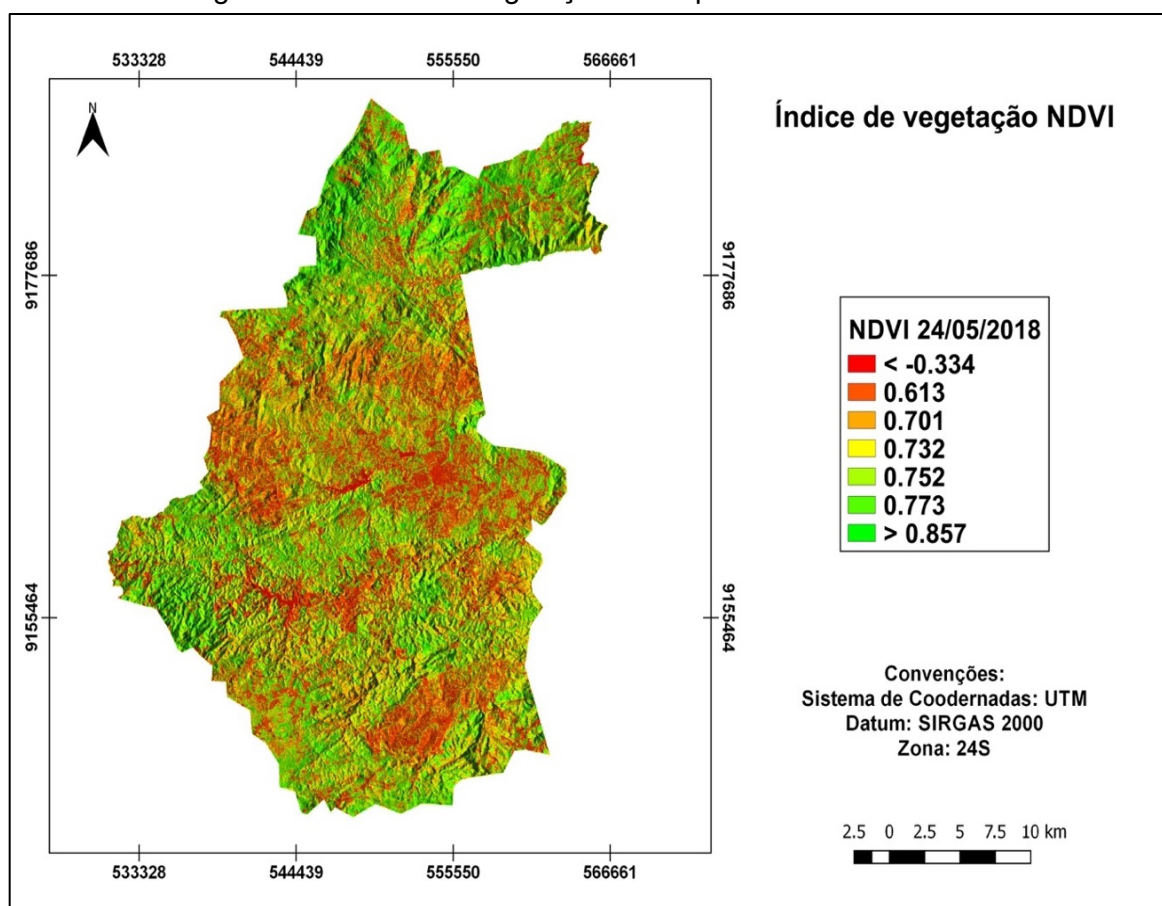 533328 544439 555550 566661
N
Índice de vegetação NDVI
9177686 9177686
NDVI 24/05/2018
< -0.334
0.613
0.701
0.732
0.752
0.773
> 0.857
9155464 9155464
Convenções:
Sistema de Coodernadas: UTM
Datum: SIRGAS 2000
Zona: 24S
2.5 0 2.5 5 7.5 10 km
533328 544439 555550 566661